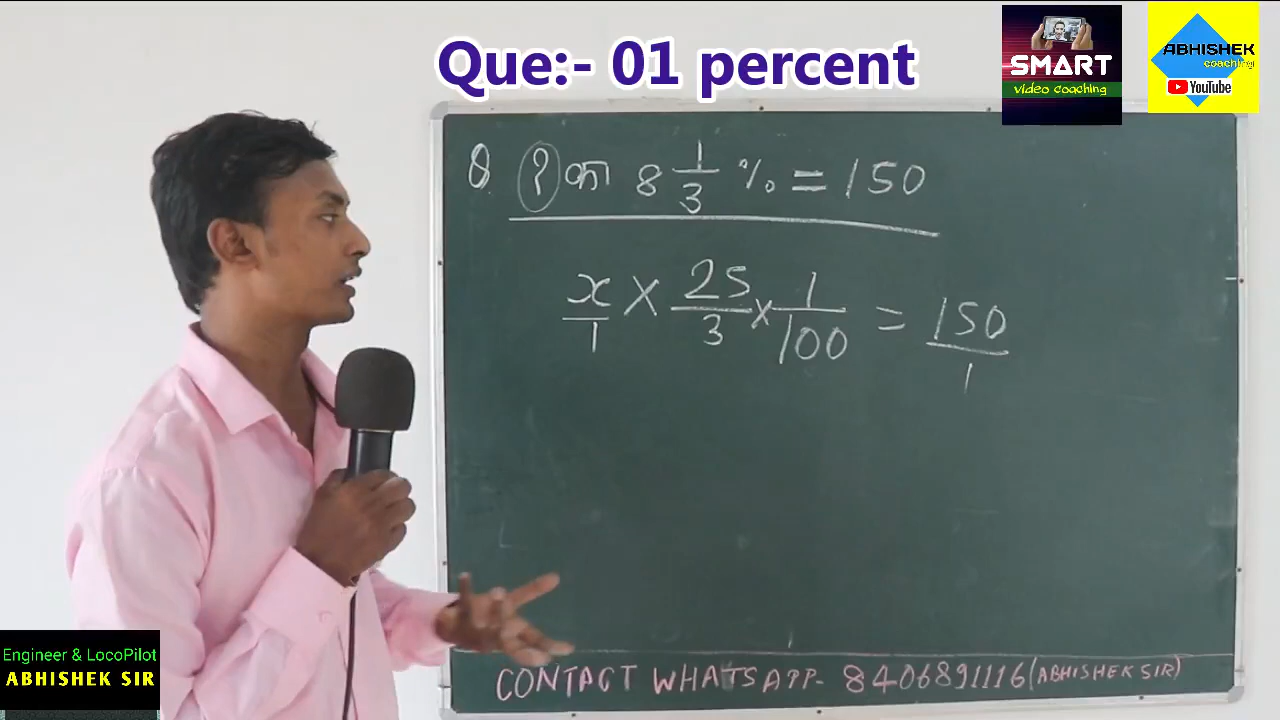 Que:- 01 percent
SMART
video coaching
ABHISHEK
coaching
YouTube
Q. ? का 8 1/3 % = 150
x/1 × 25/3 × 1/100 = 150/1
CONTACT WHATSAPP- 8406891116 (ABHISHEK SIR)
Engineer & LocoPilot
ABHISHEK SIR